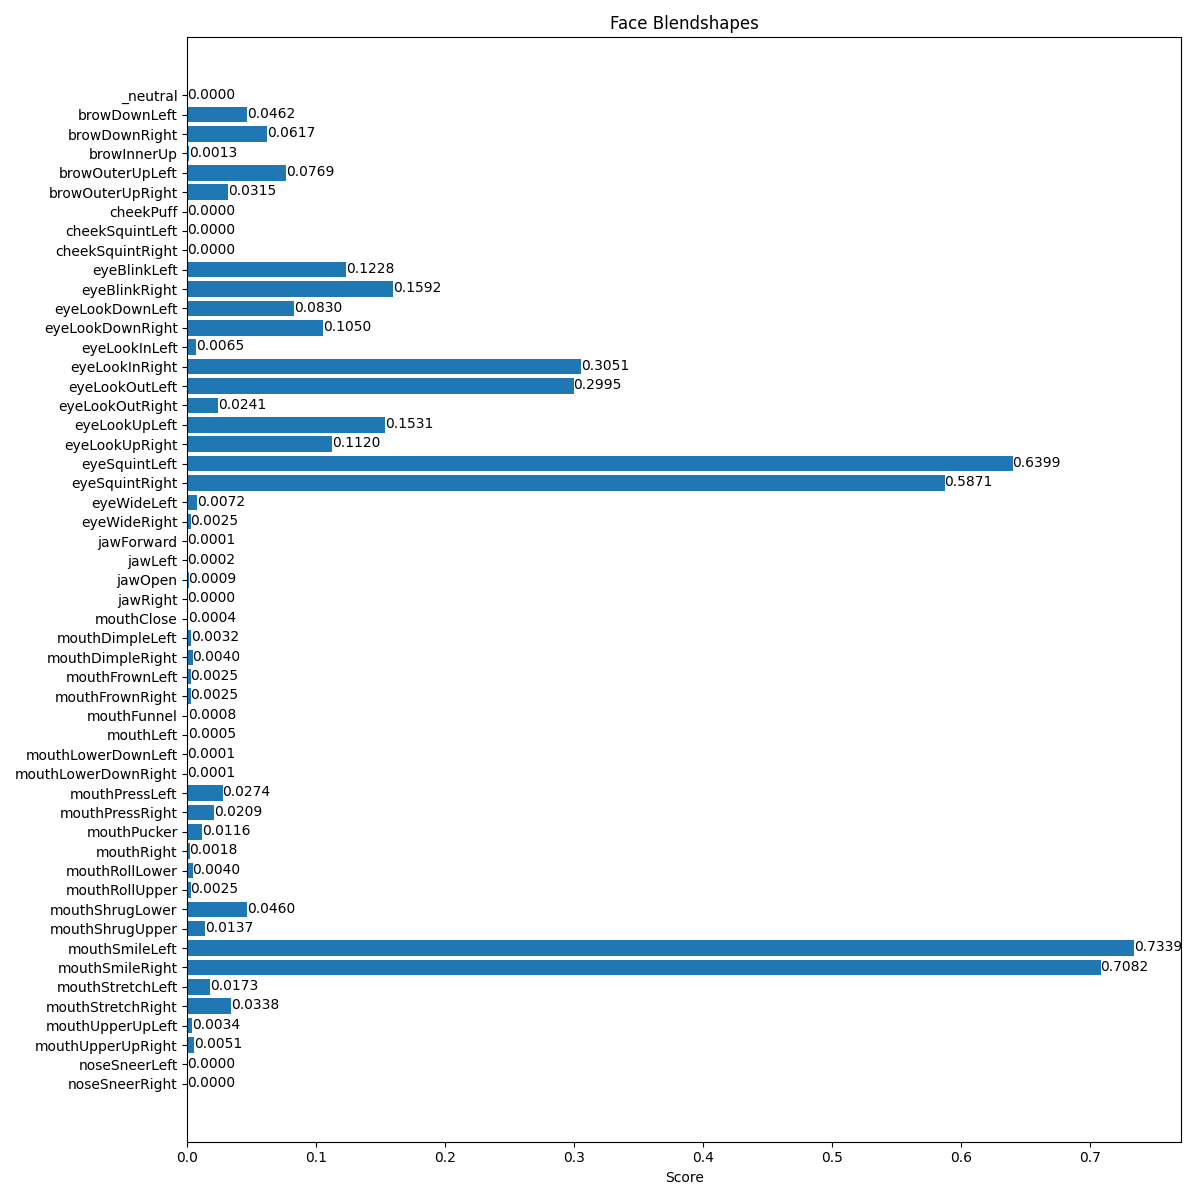 Face Blendshapes
_neutral 0.0000
browDownLeft 0.0462
browDownRight 0.0617
browInnerUp 0.0013
browOuterUpLeft 0.0769
browOuterUpRight 0.0315
cheekPuff 0.0000
cheekSquintLeft 0.0000
cheekSquintRight 0.0000
eyeBlinkLeft 0.1228
eyeBlinkRight 0.1592
eyeLookDownLeft 0.0830
eyeLookDownRight 0.1050
eyeLookInLeft 0.0065
eyeLookInRight 0.3051
eyeLookOutLeft 0.2995
eyeLookOutRight 0.0241
eyeLookUpLeft 0.1531
eyeLookUpRight 0.1120
eyeSquintLeft 0.6399
eyeSquintRight 0.5871
eyeWideLeft 0.0072
eyeWideRight 0.0025
jawForward 0.0001
jawLeft 0.0002
jawOpen 0.0009
jawRight 0.0000
mouthClose 0.0004
mouthDimpleLeft 0.0032
mouthDimpleRight 0.0040
mouthFrownLeft 0.0025
mouthFrownRight 0.0025
mouthFunnel 0.0008
mouthLeft 0.0005
mouthLowerDownLeft 0.0001
mouthLowerDownRight 0.0001
mouthPressLeft 0.0274
mouthPressRight 0.0209
mouthPucker 0.0116
mouthRight 0.0018
mouthRollLower 0.0040
mouthRollUpper 0.0025
mouthShrugLower 0.0460
mouthShrugUpper 0.0137
mouthSmileLeft 0.7339
mouthSmileRight 0.7082
mouthStretchLeft 0.0173
mouthStretchRight 0.0338
mouthUpperUpLeft 0.0034
mouthUpperUpRight 0.0051
noseSneerLeft 0.0000
noseSneerRight 0.0000
0.0 0.1 0.2 0.3 0.4 0.5 0.6 0.7
Score